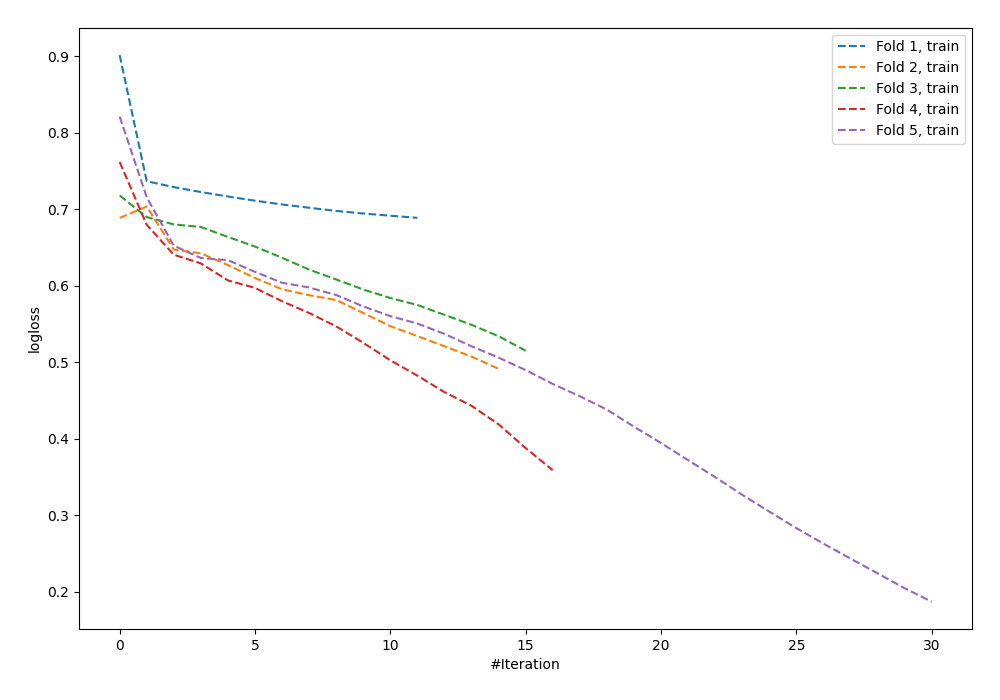 Fold 1, train
Fold 2, train
Fold 3, train
Fold 4, train
Fold 5, train
logloss
0.9
0.8
0.7
0.6
0.5
0.4
0.3
0.2
0 5 10 15 20 25 30
#Iteration